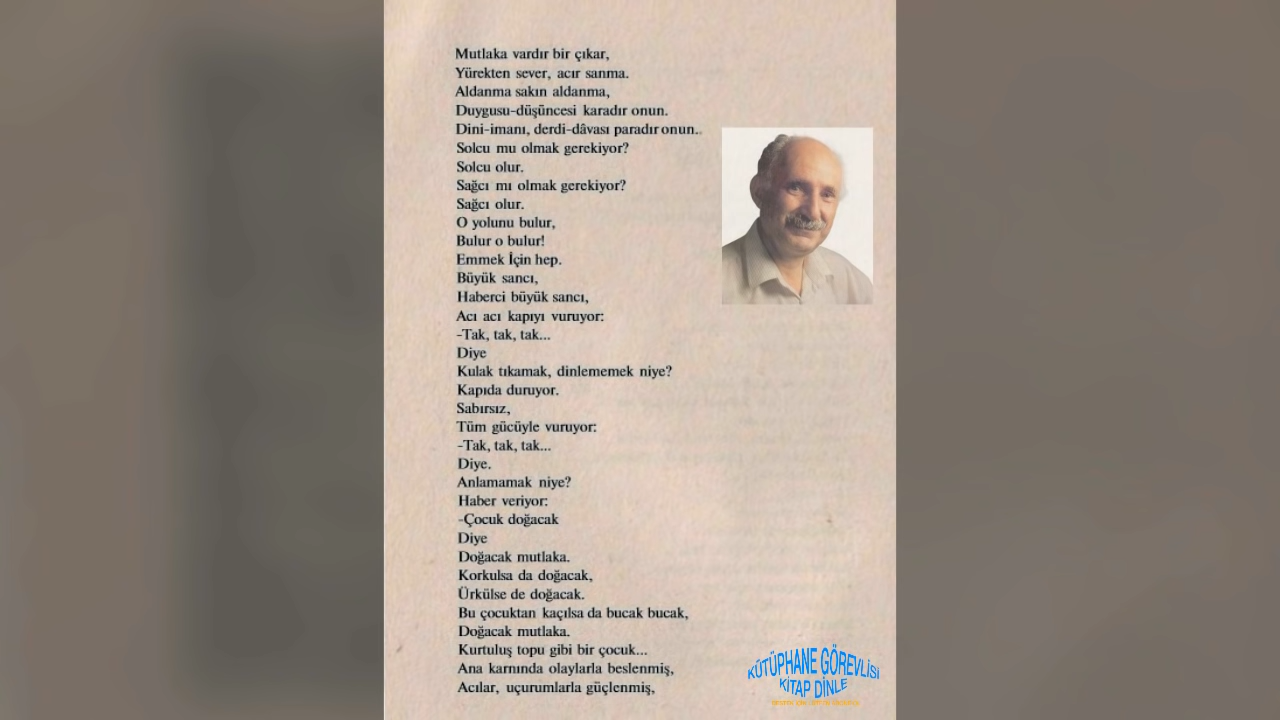 Mutlaka vardır bir çıkar,
Yürekten sever, acır sanma.
Aldanma sakın aldanma,
Duygusu-düşüncesi karadır onun.
Dini-imanı, derdi-dâvası paradır onun..
Solcu mu olmak gerekiyor?
Solcu olur.
Sağcı mı olmak gerekiyor?
Sağcı olur.
O yolunu bulur,
Bulur o bulur!
Emmek İçin hep.
Büyük sancı,
Haberci büyük sancı,
Acı acı kapıyı vuruyor:
-Tak, tak, tak...
Diye
Kulak tıkamak, dinlememek niye?
Kapıda duruyor.
Sabırsız,
Tüm gücüyle vuruyor:
-Tak, tak, tak...
Diye.
Anlamamak niye?
Haber veriyor:
-Çocuk doğacak
Diye
Doğacak mutlaka.
Korkulsa da doğacak,
Ürkülse de doğacak.
Bu çocuktan kaçılsa da bucak bucak,
Doğacak mutlaka.
Kurtuluş topu gibi bir çocuk...
Ana karnında olaylarla beslenmiş,
Acılar, uçurumlarla güçlenmiş,
KÜTÜPHANE GÖREVLİSİ
KİTAP DİNLE